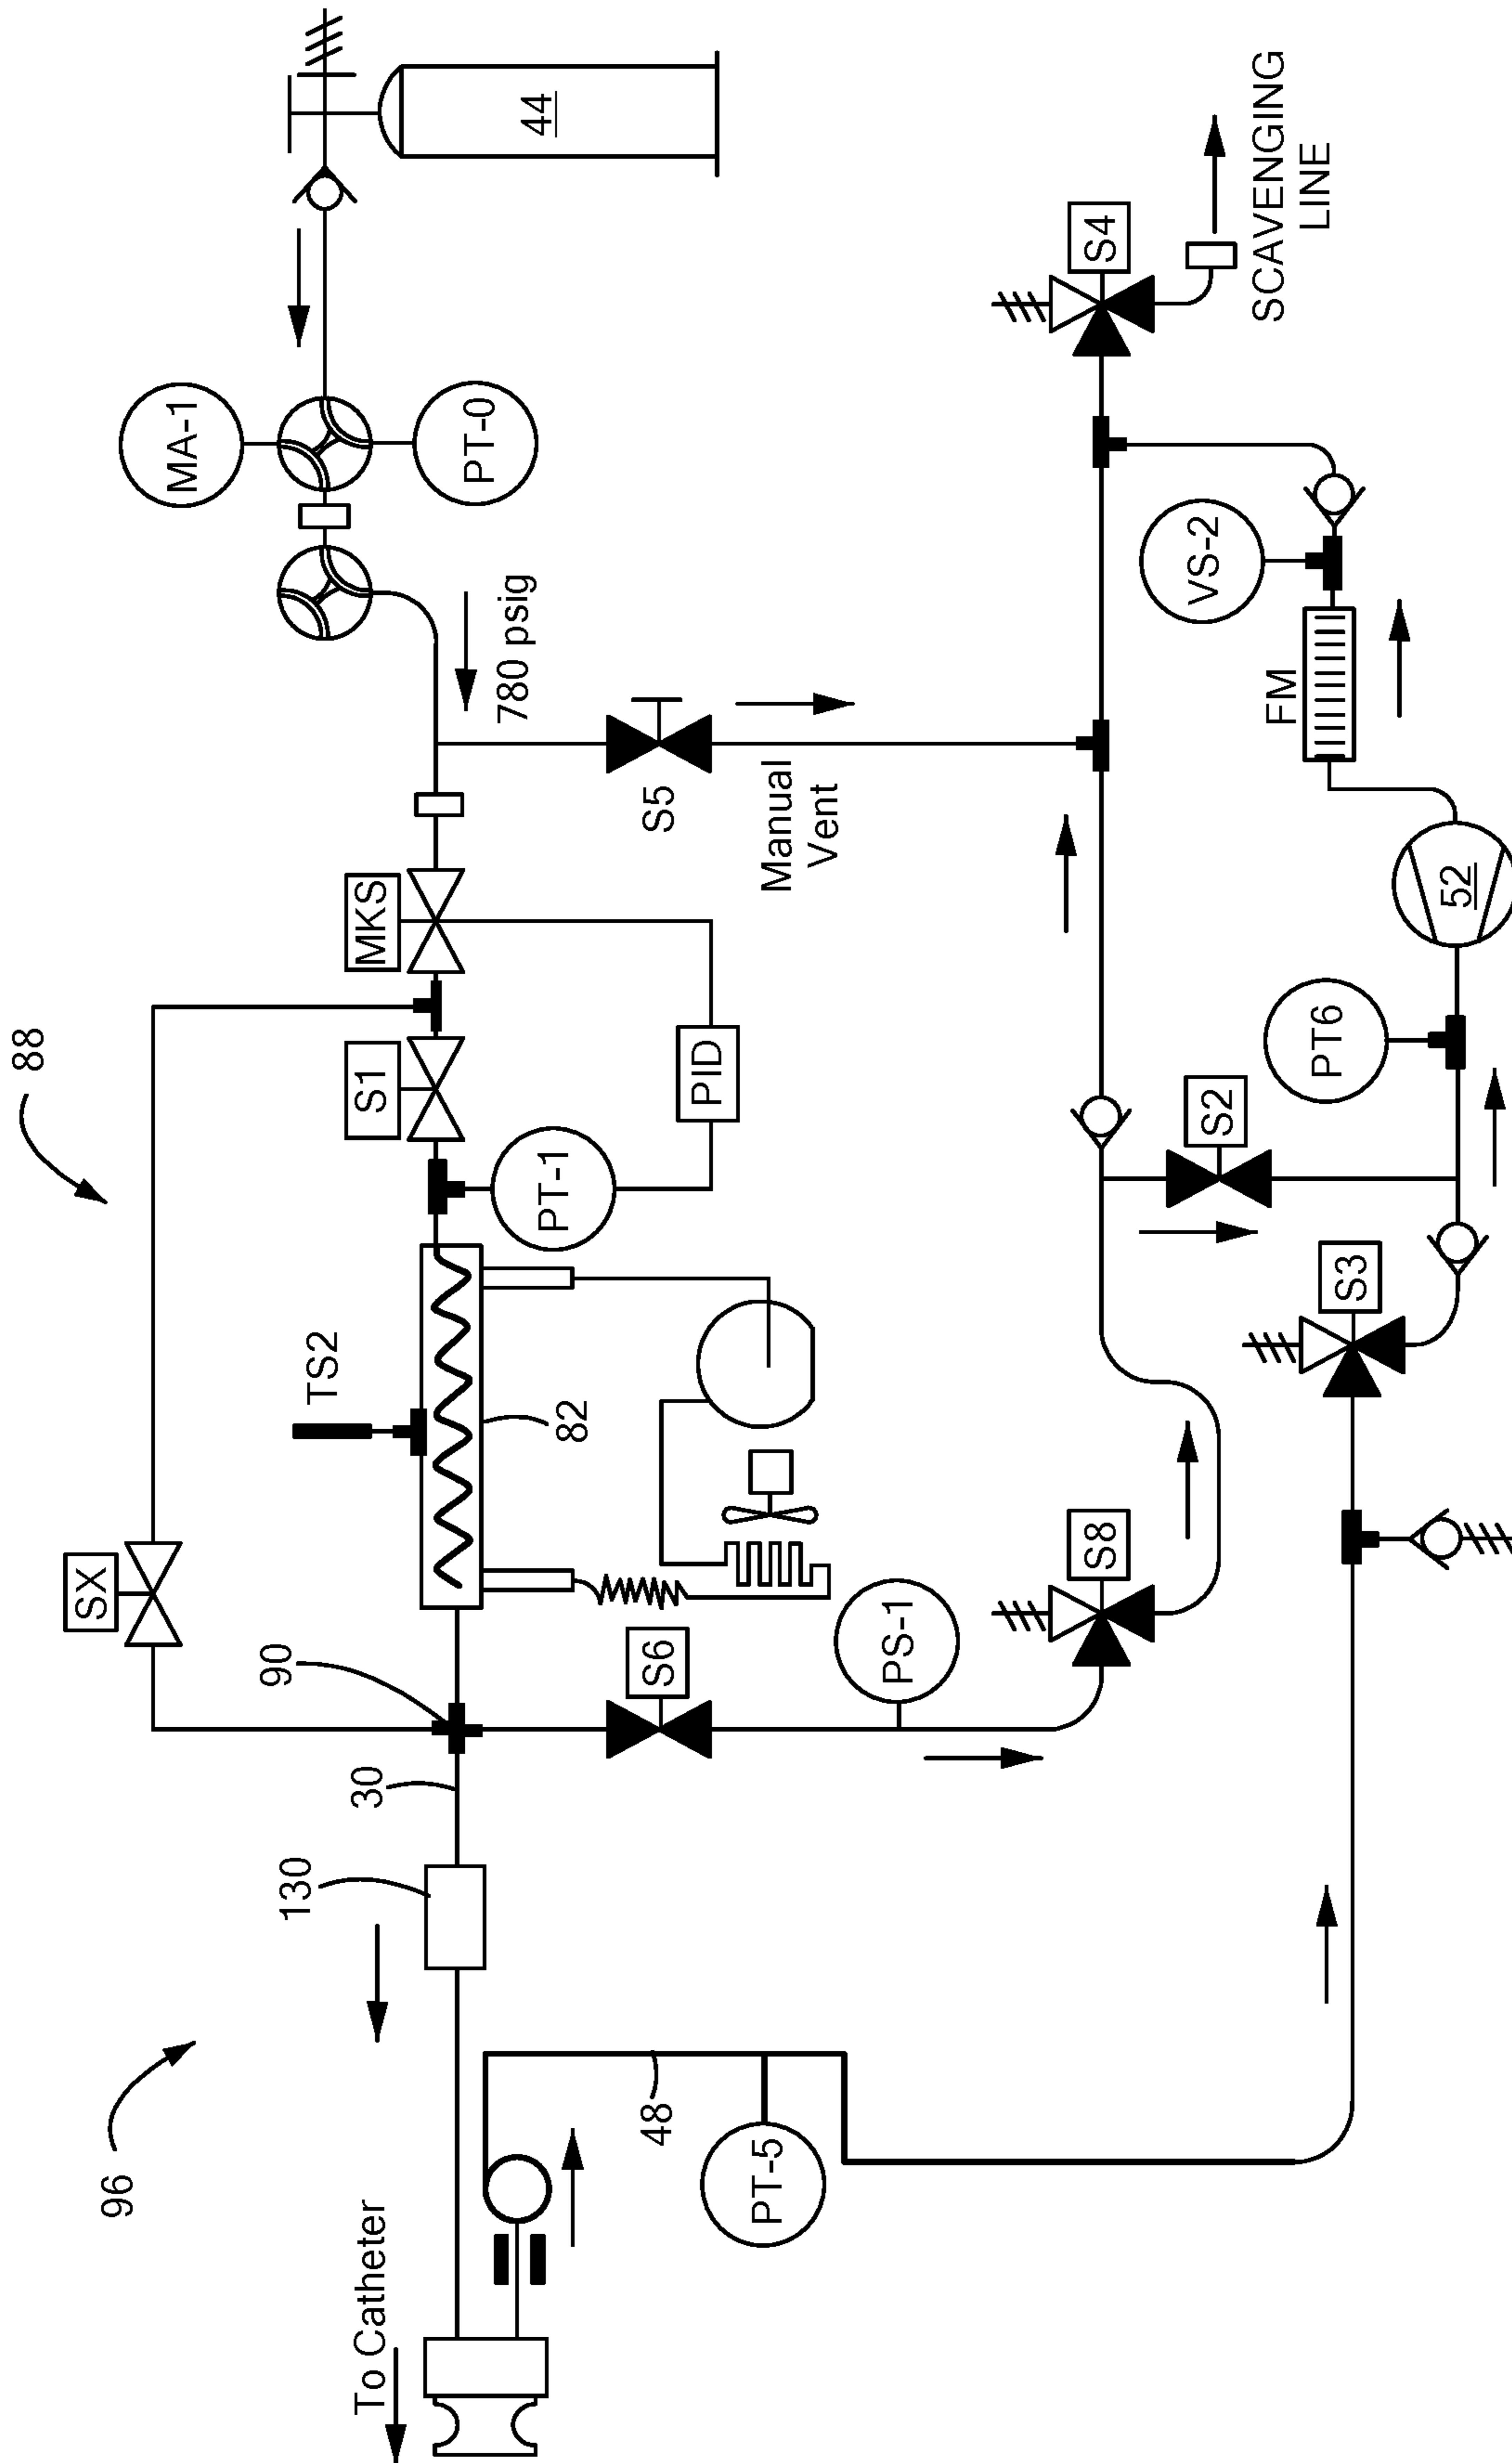 88
96
MA-1
44
PT-0
780 psig
MKS
S1
PT-1
PID
TS2
82
SX
90
30
130
To Catheter
S5
Manual
Vent
S4
SCAVENGING
LINE
VS-2
FM
52
PT6
S2
S3
S8
S6
PS-1
48
PT-5